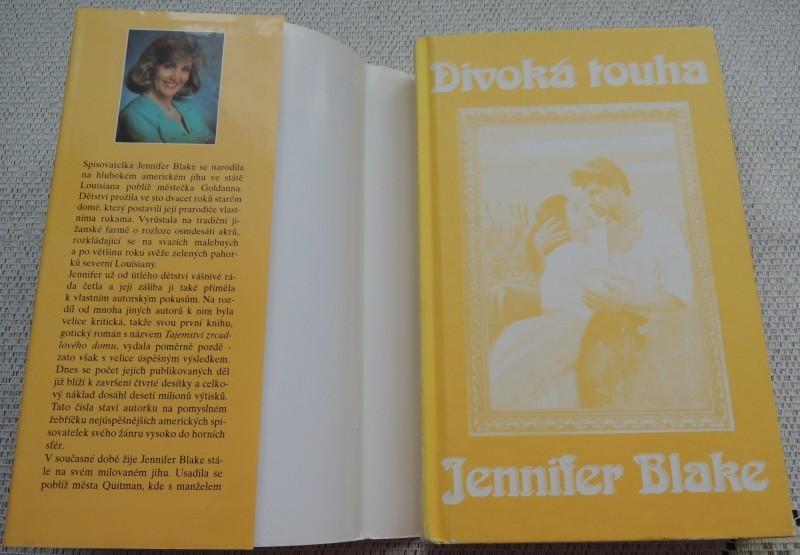 Spisovatelka Jennifer Blake se narodila
na hlubokém americkém jihu ve státě
Louisiana poblíž městečka Goldanna.
Dětství prožila ve sto dvacet roků starém
domě, který postavili její prarodiče vlast-
níma rukama. Vyrůstala na tradiční ji-
žanské farmě o rozloze osmdesáti akrů,
rozkládající se na svazích malebných
a po většinu roku svěže zelených pahor-
ků severní Louisiany.
Jennifer už od útlého dětství vášnivě rá-
da četla a její záliba ji také přiměla
k vlastním autorským pokusům. Na roz-
díl od mnoha jiných autorů k nim byla
velice kritická, takže svou první knihu,
gotický román s názvem Tajemství zrcad-
lového domu, vydala poměrně pozdě -
zato však s velice úspěšným výsledkem.
Dnes se počet jejích publikovaných děl
již blíží k završení čtvrté desítky a celko-
vý náklad dosáhl deseti milionů výtisků.
Tato čísla staví autorku na pomyslném
žebříčku nejúspěšnějších amerických spi-
sovatelek svého žánru vysoko do horních
sfér.
V současné době žije Jennifer Blake stá-
le na svém milovaném jihu. Usadila se
poblíž města Quitman, kde s manželem
Divoká touha
Jennifer Blake